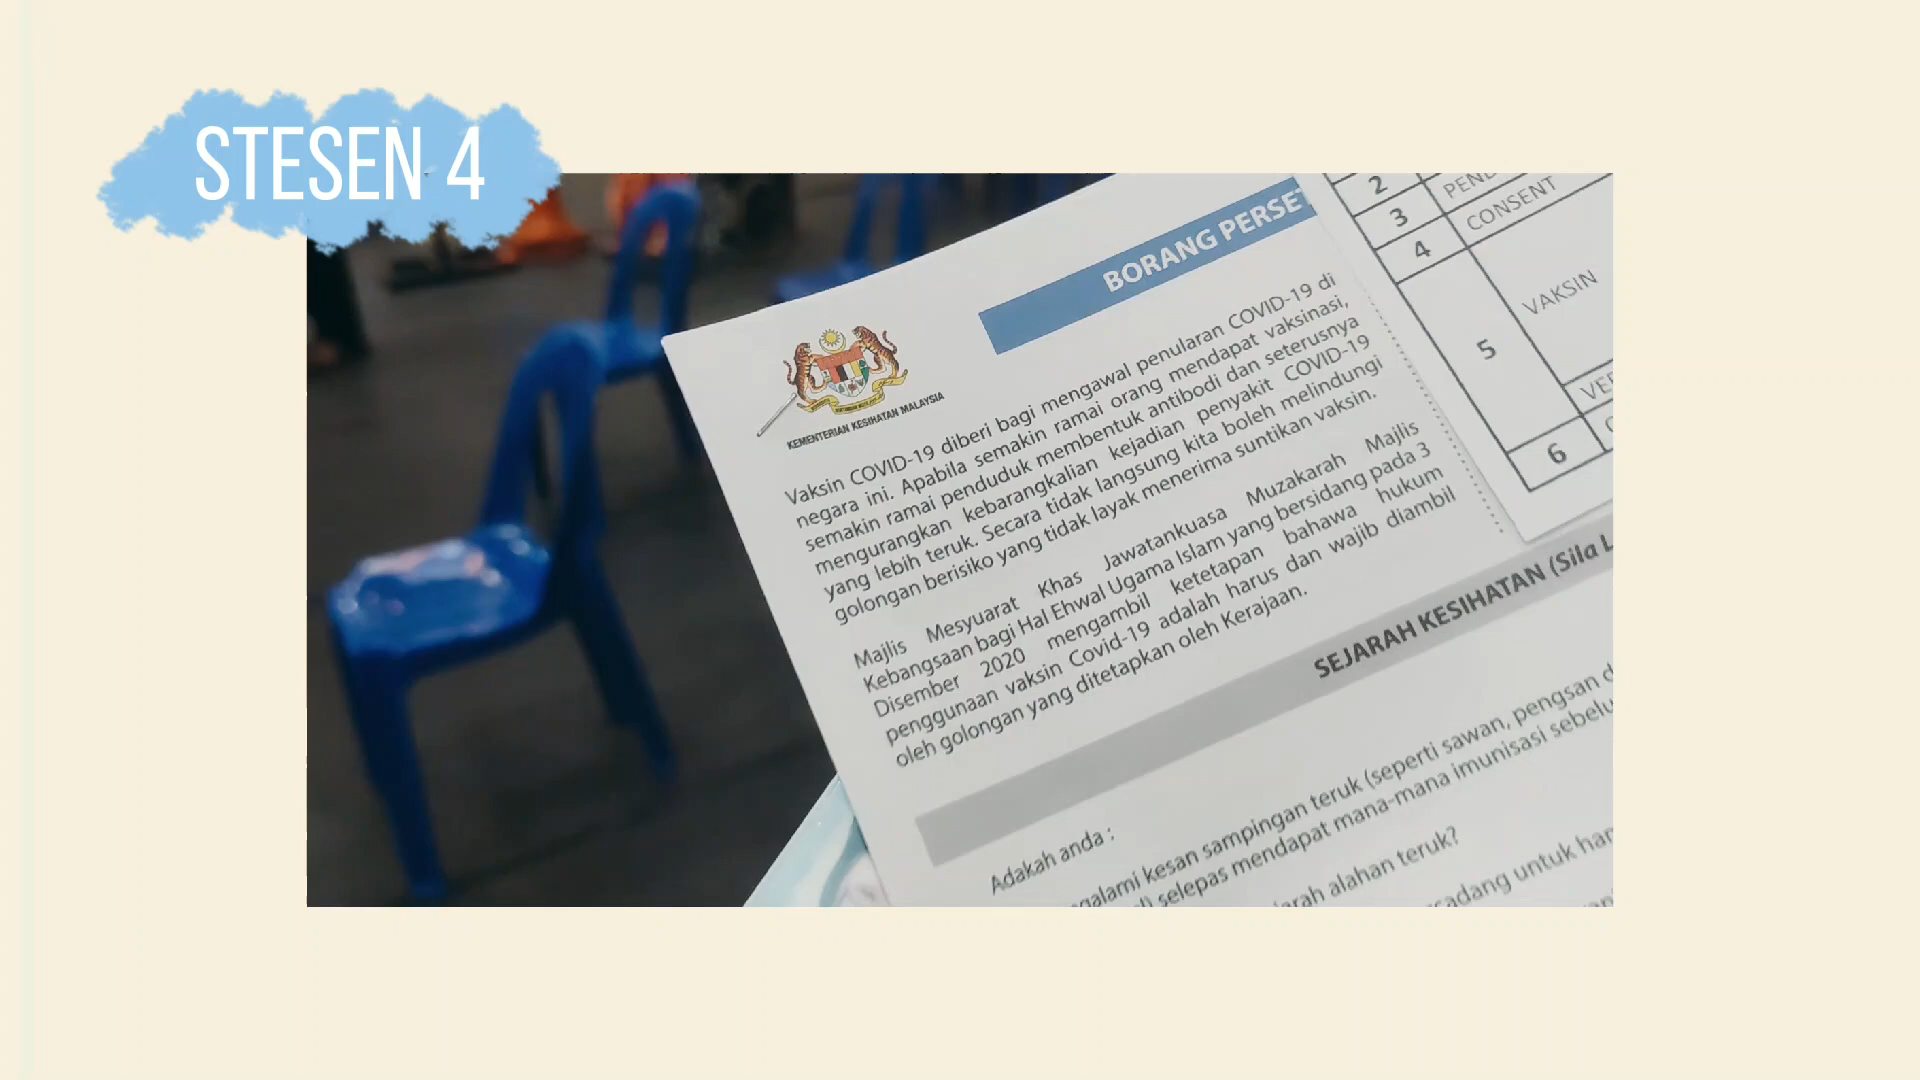 STESEN 4
BORANG
KEMENTERIAN KESIHATAN MALAYSIA
Vaksin COVID-19 diberi bagi mengawal penularan COVID-19 di
negara ini. Apabila semakin ramai orang mendapat vaksinasi,
semakin ramai penduduk membentuk antibodi dan seterusnya
mengurangkan kebarangkalian kejadian penyakit COVID-19
yang lebih teruk. Secara tidak langsung kita boleh melindungi
golongan berisiko yang tidak layak menerima suntikan vaksin.
Majlis Mesyuarat Khas Jawatankuasa Muzakarah Majlis
Kebangsaan bagi Hal Ehwal Ugama Islam yang bersidang pada 3
Disember 2020 mengambil ketetapan bahawa hukum
penggunaan vaksin Covid-19 adalah harus dan wajib diambil
oleh golongan yang ditetapkan oleh Kerajaan.
SEJARAH KESIHATAN (Sila
Adakah anda :
kesan sampingan teruk (seperti sawan, pengsan
selepas mendapat mana-mana imunisasi
alahan teruk?
untuk
2
3
4 CONSENT
5 VAKSIN
6